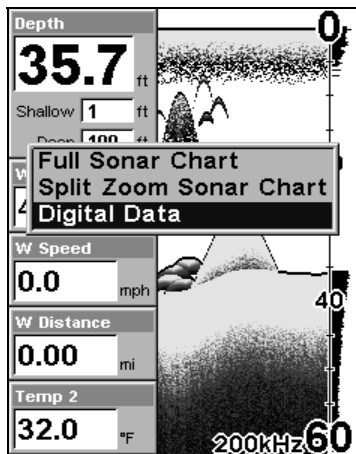 Depth
0
35.7 ft
Shallow 1 ft
100 ft
Full Sonar Chart
Split Zoom Sonar Chart
Digital Data
W Speed
0.0 mph
40
W Distance
0.00 mi
Temp 2
32.0 °F
200kHz 60